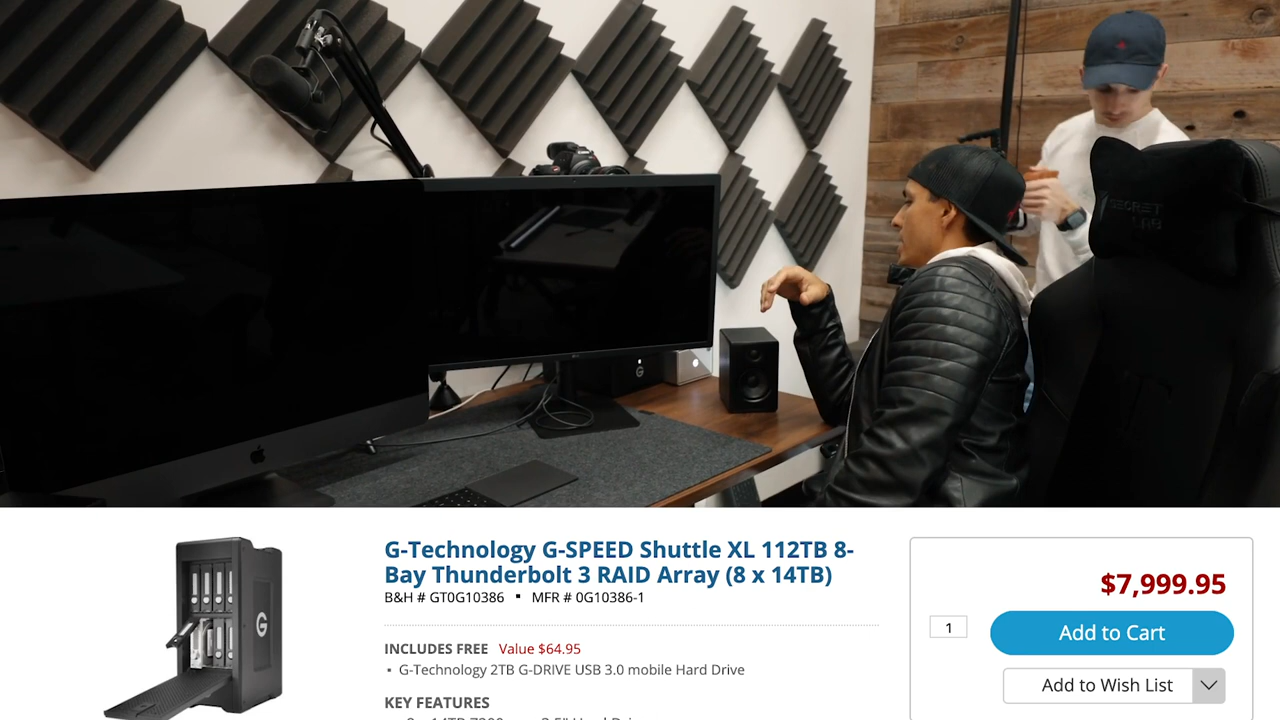 SECRET
LAB
G
G-Technology G-SPEED Shuttle XL 112TB 8-
Bay Thunderbolt 3 RAID Array (8 x 14TB)
B&H # GT0G10386 ▪ MFR # 0G10386-1
INCLUDES FREE Value $64.95
▪ G-Technology 2TB G-DRIVE USB 3.0 mobile Hard Drive
KEY FEATURES
$7,999.95
1
Add to Cart
Add to Wish List